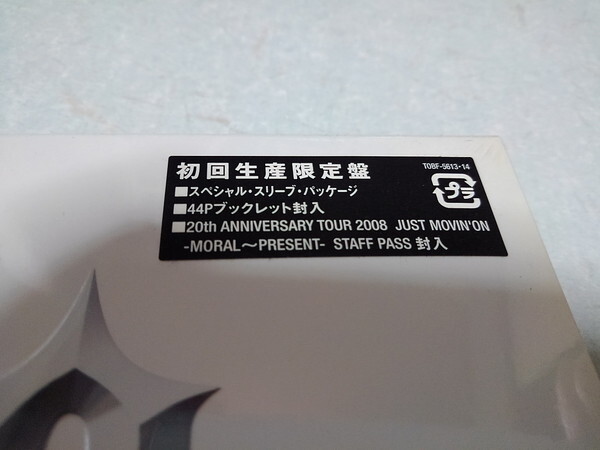 初回生産限定盤
TOBF-5613・14
プラ
■スペシャル・スリーブ・パッケージ
■44Pブックレット封入
■20th ANNIVERSARY TOUR 2008 JUST MOVIN'ON
-MORAL～PRESENT- STAFF PASS 封入